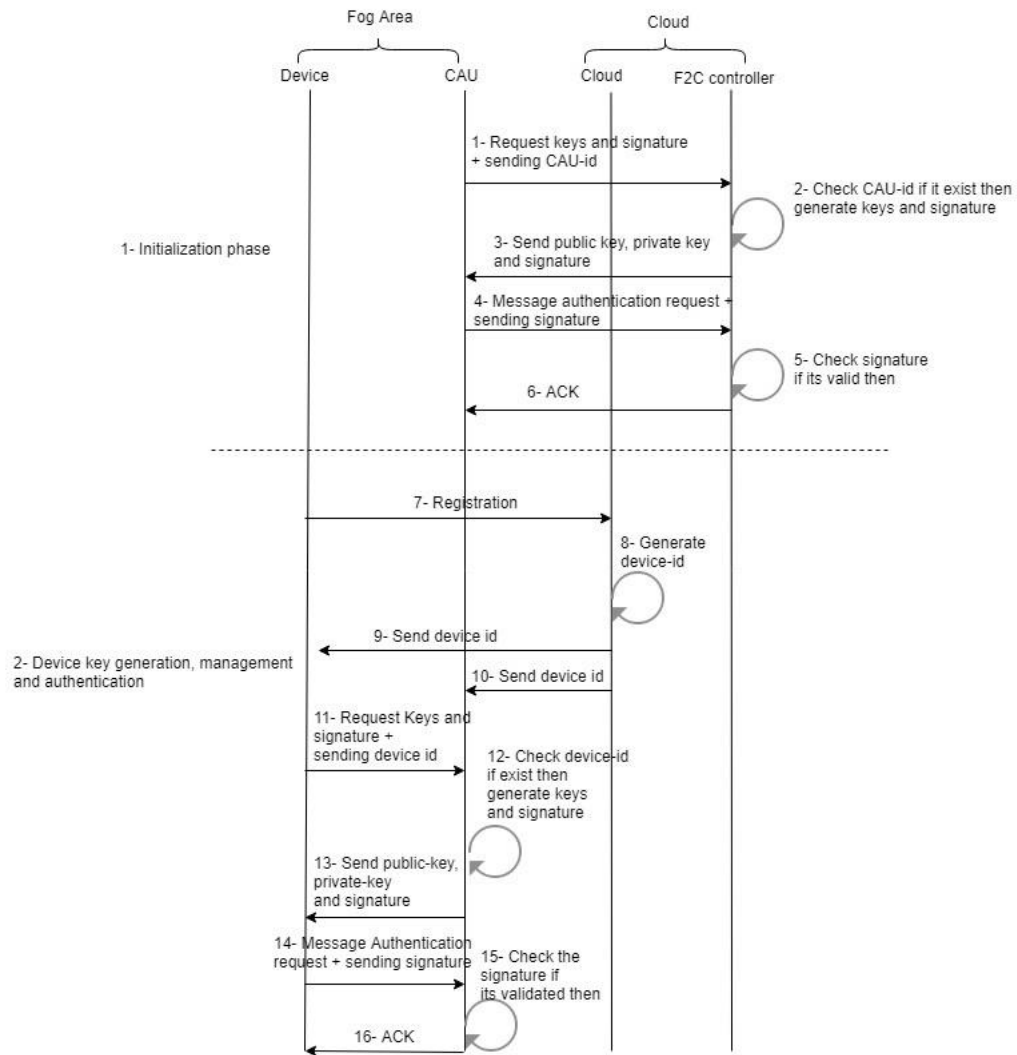 Fog Area
Cloud
Device
CAU
Cloud
F2C controller
1- Request keys and signature
+ sending CAU-id
2- Check CAU-id if it exist then
generate keys and signature
1- Initialization phase
3- Send public key, private key
and signature
4- Message authentication request +
sending signature
5- Check signature
if its valid then
6- ACK
7- Registration
8- Generate
device-id
9- Send device id
2- Device key generation, management
and authentication
10- Send device id
11- Request Keys and
signature +
sending device id
12- Check device-id
if exist then
generate keys
and signature
13- Send public-key,
private-key
and signature
14- Message Authentication
request + sending signature
15- Check the
signature if
its validated then
16- ACK